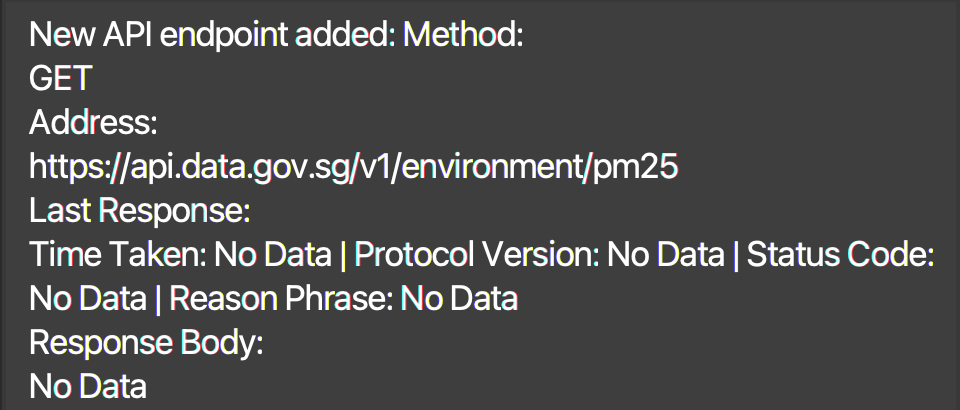 New API endpoint added: Method:
GET
Address:
https://api.data.gov.sg/v1/environment/pm25
Last Response:
Time Taken: No Data | Protocol Version: No Data | Status Code:
No Data | Reason Phrase: No Data
Response Body:
No Data